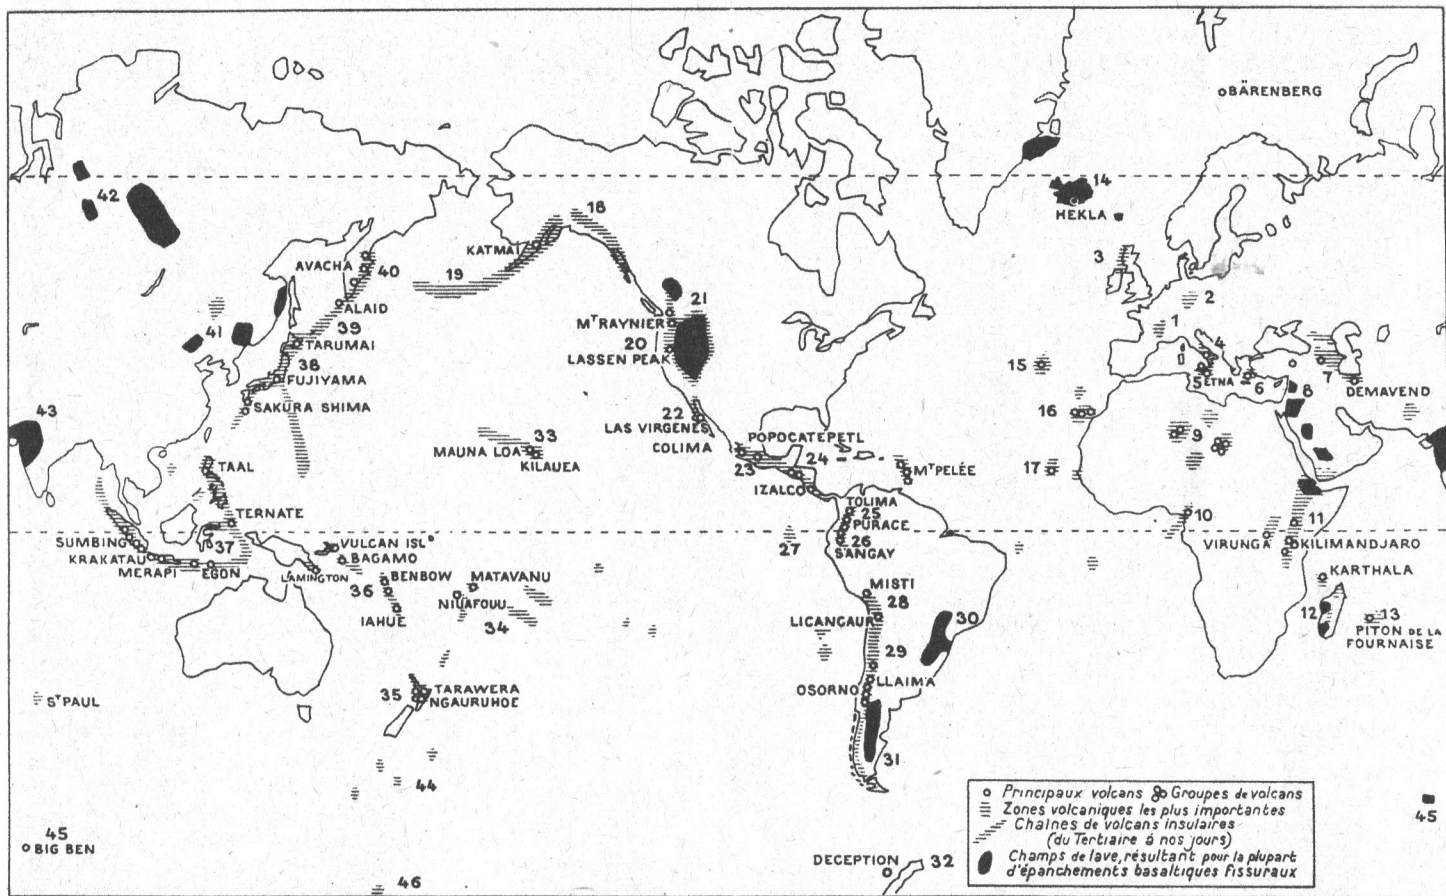 BÄRENBERG
14
HEKLA
42
18
KATMAI
19
AVACHA
40
ALAID
3
2
21
1
41
39
MT RAYNIER
TARUMAI
20
LASSEN PEAK
4
38
FUJIYAMA
15
5
ETNA
6
7
8
DEMAVEND
SAKURA SHIMA
43
22
LAS VIRGENES
16
9
33
COLIMA
POPOCATEPETL
MAUNA LOA
KILAUEA
23
24
MT PELÉE
17
TAAL
IZALCO
TOLIMA
25
TERNATE
PURACE
10
11
26
SANGAY
27
37
VULCAN ISLD
SUMBING
BAGAMO
VIRUNGA
KILIMANDJARO
KRAKATAU
MERAPI
EGON
LAMINGTON
BENBOW
MATAVANU
MISTI
KARTHALA
36
NIUAFOUU
28
IAHUE
34
LICANCAUR
30
12
13
PITON DE LA
FOURNAISE
29
LLAIMA
35
TARAWERA
OSORNO
NGAURUHOE
ST PAUL
44
31
45
BIG BEN
45
DECEPTION
32
46
Principaux volcans Groupes de volcans
Zones volcaniques les plus importantes
Chaînes de volcans insulaires
(du Tertiaire à nos jours)
Champs de lave, résultant pour la plupart
d'épanchements basaltiques fissuraux